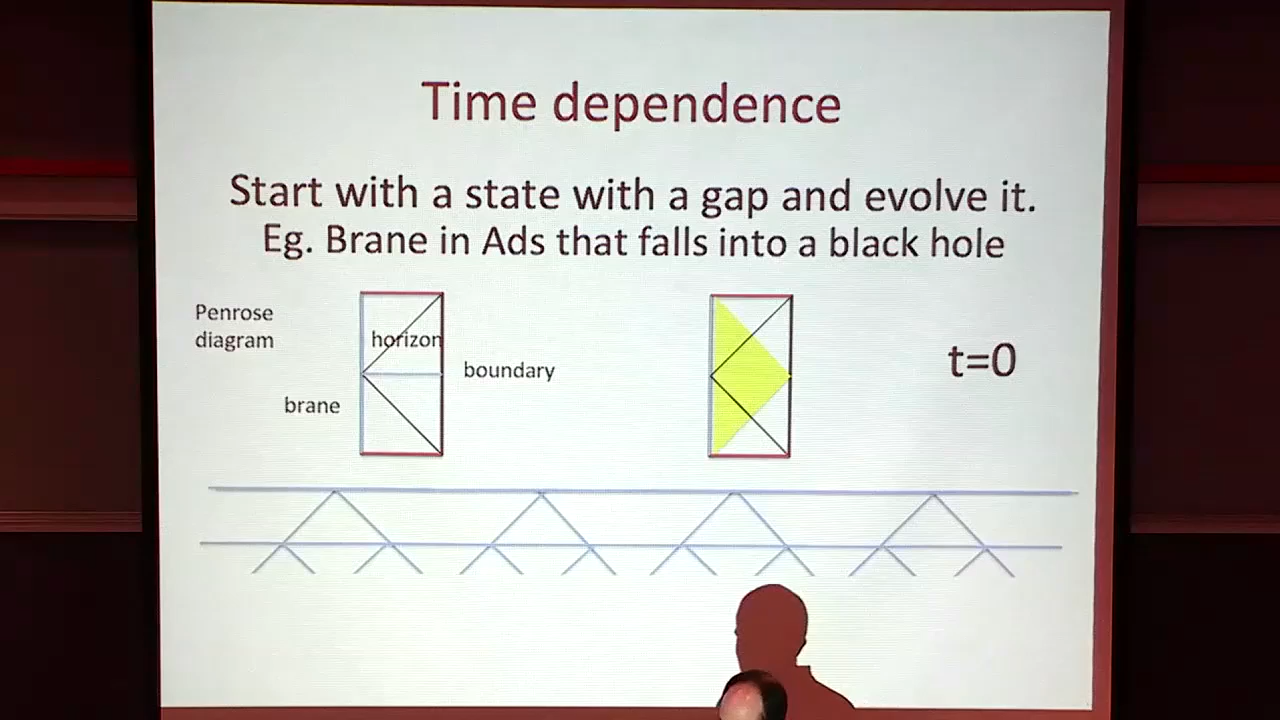 Time dependence
Start with a state with a gap and evolve it.
Eg. Brane in Ads that falls into a black hole
Penrose
diagram
horizon
boundary
brane
t=0